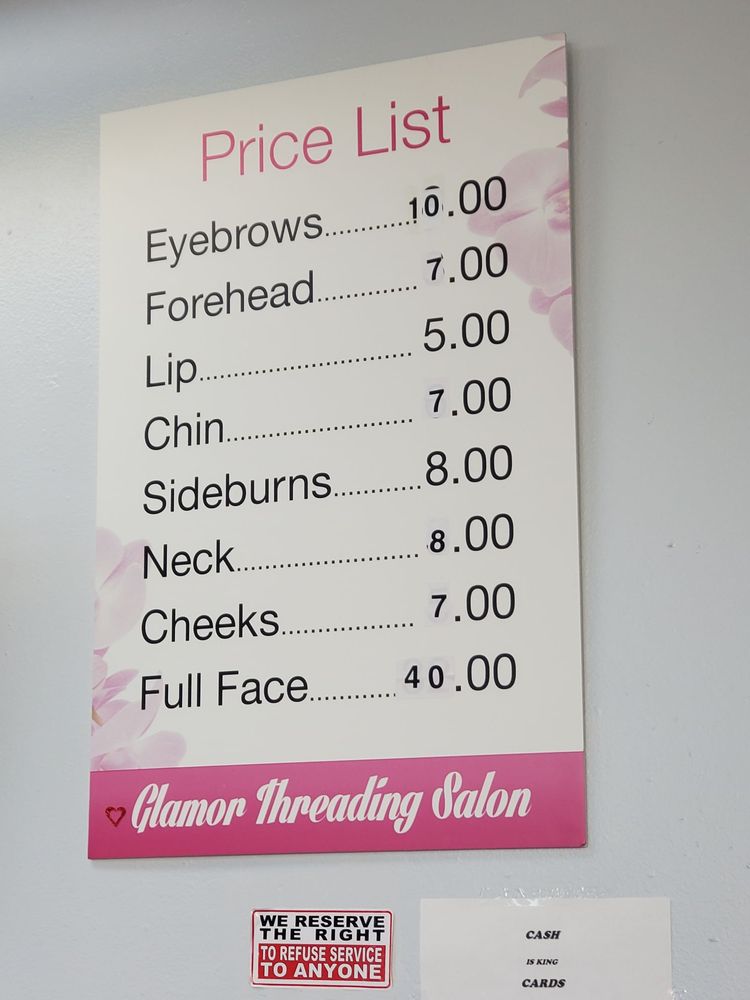 Price List
Eyebrows............10.00
Forehead.............7.00
Lip........................... 5.00
Chin....................... 7.00
Sideburns...........8.00
Neck......................8.00
Cheeks................ 7.00
Full Face...........40.00
Glamor Threading Salon
WE RESERVE
THE RIGHT
TO REFUSE SERVICE
TO ANYONE
CASH
IS KING
CARDS